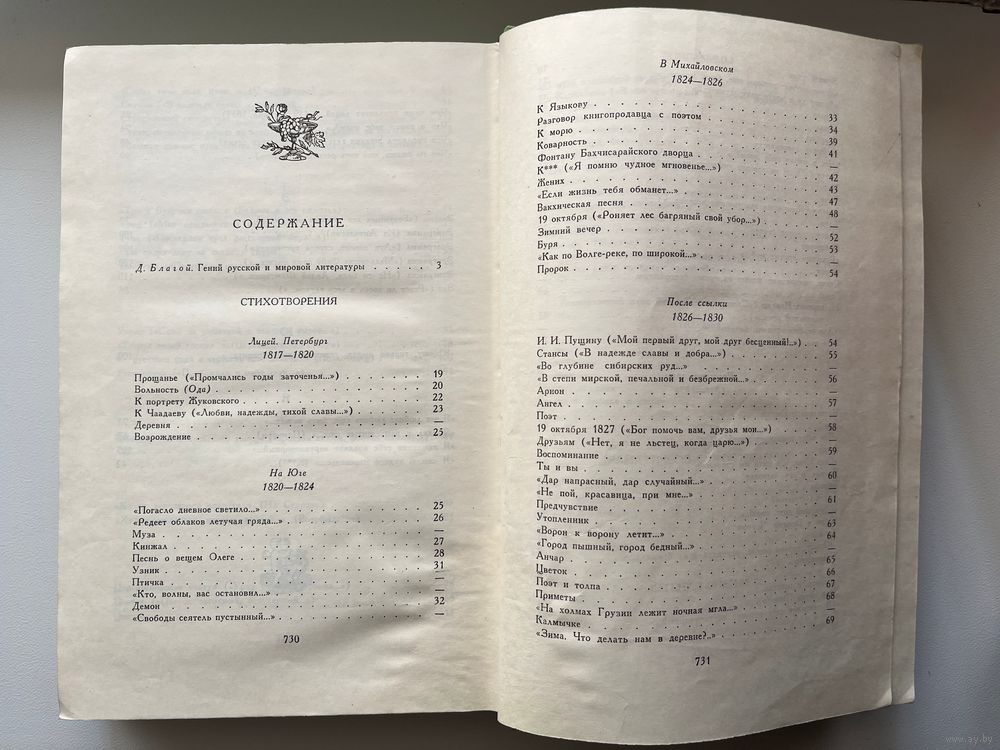 СОДЕРЖАНИЕ
Д. Благой. Гений русской и мировой литературы . . . . . 3
СТИХОТВОРЕНИЯ
Лицей. Петербург
1817—1820
Прощанье («Промчались годы заточенья...») . . . . . . . 19
Вольность (Ода) . . . . . . . . . . 20
К портрету Жуковского . . . . . . . . . . 22
К Чаадаеву («Любви, надежды, тихой славы...») . . . . . . 23
Деревня . . . . . . . . . . —
Возрождение . . . . . . . . . . 25
На Юге
1820—1824
«Погасло дневное светило...» . . . . . . . . . . 25
«Редеет облаков летучая гряда...» . . . . . . . . . . 26
Муза . . . . . . . . . . —
Кинжал . . . . . . . . . . 27
Песнь о вещем Олеге . . . . . . . . . . 28
Узник . . . . . . . . . . 31
Птичка . . . . . . . . . . —
«Кто, волны, вас остановил...» . . . . . . . . . . —
Демон . . . . . . . . . . 32
«Свободы сеятель пустынный...» . . . . . . . . . . —
730
В Михайловском
1824—1826
К Языкову . . . . . . . . . . 33
Разговор книгопродавца с поэтом . . . . . . . . . . 34
К морю . . . . . . . . . . 39
Коварность . . . . . . . . . . 41
Фонтану Бахчисарайского дворца . . . . . . . . . . —
К*** («Я помню чудное мгновенье...») . . . . . . . . . . 42
Жених . . . . . . . . . . 43
«Если жизнь тебя обманет...» . . . . . . . . . . 47
Вакхическая песня . . . . . . . . . . 48
19 октября («Роняет лес багряный свой убор...») . . . . . . —
Зимний вечер . . . . . . . . . . 52
Буря . . . . . . . . . . 53
«Как по Волге-реке, по широкой...» . . . . . . . . . . —
Пророк . . . . . . . . . . 54
После ссылки
1826—1830
И. И. Пущину («Мой первый друг, мой друг бесценный!..») . . . 54
Стансы («В надежде славы и добра...») . . . . . . . . 55
«Во глубине сибирских руд...» . . . . . . . . . . —
«В степи мирской, печальной и безбрежной...» . . . . . . . 56
Арион . . . . . . . . . . —
Ангел . . . . . . . . . . 57
Поэт . . . . . . . . . . —
19 октября 1827 («Бог помочь вам, друзья мои...») . . . . . 58
Друзьям («Нет, я не льстец, когда царю...») . . . . . . . —
Воспоминание . . . . . . . . . . 59
Ты и вы . . . . . . . . . . —
«Дар напрасный, дар случайный...» . . . . . . . . . . 60
«Не пой, красавица, при мне...» . . . . . . . . . . —
Предчувствие . . . . . . . . . . 61
Утопленник . . . . . . . . . . —
«Ворон к ворону летит...» . . . . . . . . . . 63
«Город пышный, город бедный...» . . . . . . . . . . 64
Анчар . . . . . . . . . . —
Цветок . . . . . . . . . . 65
Поэт и толпа . . . . . . . . . . 66
Приметы . . . . . . . . . . 67
«На холмах Грузии лежит ночная мгла...» . . . . . . . . 68
Калмычке . . . . . . . . . . —
«Зима. Что делать нам в деревне?..» . . . . . . . . . . 69
731
www.ay.by